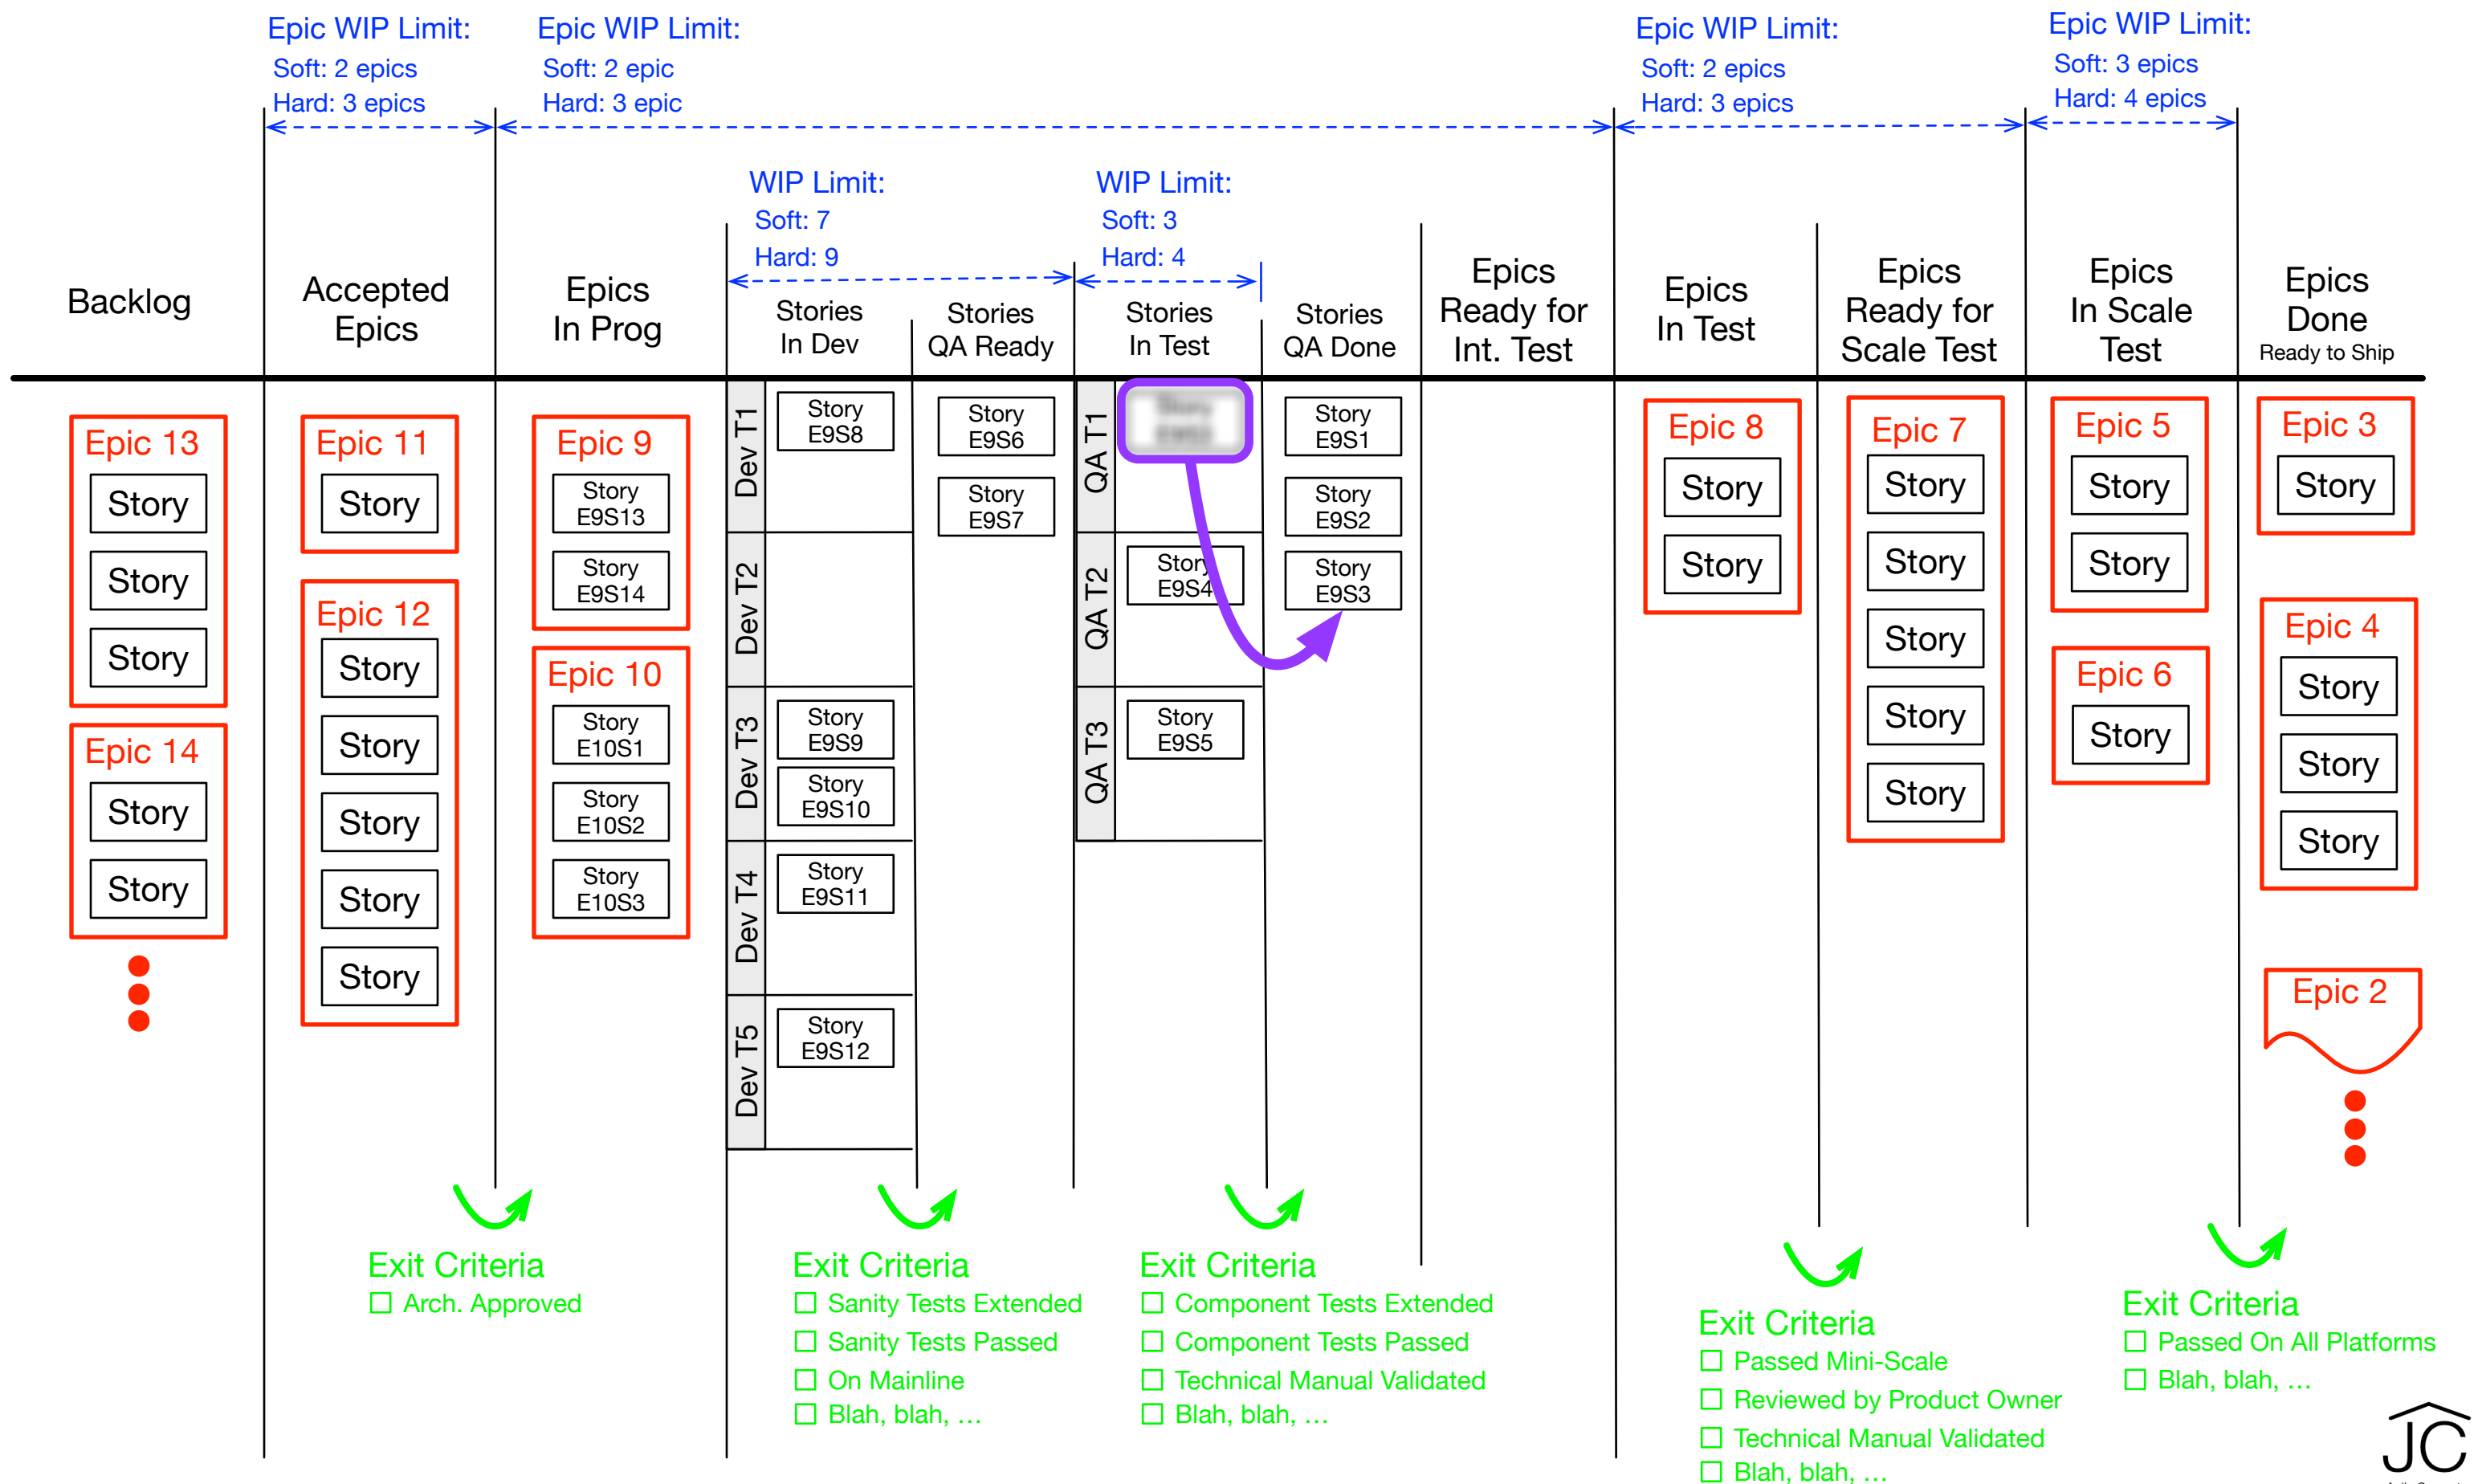 Epic WIP Limit:
Soft: 2 epics
Hard: 3 epics
Epic WIP Limit:
Soft: 2 epic
Hard: 3 epic
Epic WIP Limit:
Soft: 2 epics
Hard: 3 epics
Epic WIP Limit:
Soft: 3 epics
Hard: 4 epics
WIP Limit:
Soft: 7
Hard: 9
WIP Limit:
Soft: 3
Hard: 4
Backlog
Accepted
Epics
Epics
In Prog
Stories
In Dev
Stories
QA Ready
Stories
In Test
Stories
QA Done
Epics
Ready for
Int. Test
Epics
In Test
Epics
Ready for
Scale Test
Epics
In Scale
Test
Epics
Done
Ready to Ship
Epic 13
Story
Story
Story
Epic 14
Story
Story
Epic 11
Story
Epic 12
Story
Story
Story
Story
Story
Epic 9
Story
E9S13
Story
E9S14
Epic 10
Story
E10S1
Story
E10S2
Story
E10S3
Dev T1
Story
E9S8
Dev T2
Dev T3
Story
E9S9
Story
E9S10
Dev T4
Story
E9S11
Dev T5
Story
E9S12
Story
E9S6
Story
E9S7
QA T1
QA T2
Story
E9S4
QA T3
Story
E9S5
Story
E9S1
Story
E9S2
Story
E9S3
Epic 8
Story
Story
Epic 7
Story
Story
Story
Story
Story
Epic 5
Story
Story
Epic 6
Story
Epic 3
Story
Epic 4
Story
Story
Story
Epic 2
Exit Criteria
Arch. Approved
Exit Criteria
Sanity Tests Extended
Sanity Tests Passed
On Mainline
Blah, blah, ...
Exit Criteria
Component Tests Extended
Component Tests Passed
Technical Manual Validated
Blah, blah, ...
Exit Criteria
Passed Mini-Scale
Reviewed by Product Owner
Technical Manual Validated
Blah, blah, ...
Exit Criteria
Passed On All Platforms
Blah, blah, ...
JC